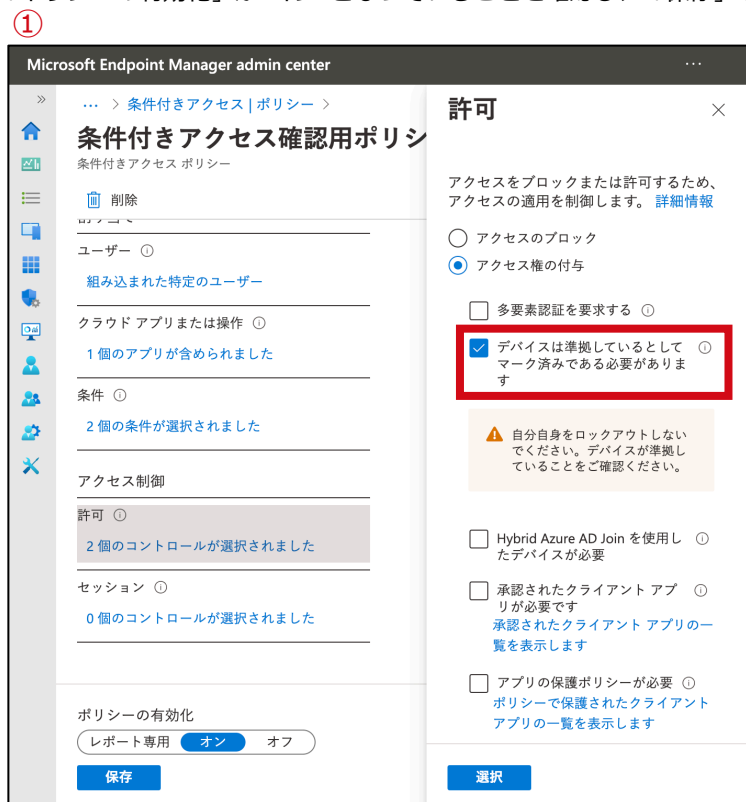 ①
Microsoft Endpoint Manager admin center
…
»
… > 条件付きアクセス | ポリシー >
条件付きアクセス確認用ポリシ
条件付きアクセス ポリシー
削除
ユーザー
組み込まれた特定のユーザー
クラウド アプリまたは操作
1 個のアプリが含められました
条件
2 個の条件が選択されました
アクセス制御
許可
2 個のコントロールが選択されました
セッション
0 個のコントロールが選択されました
ポリシーの有効化
レポート専用 オン オフ
保存
許可
アクセスをブロックまたは許可するため、
アクセスの適用を制御します。 詳細情報
アクセスのブロック
アクセス権の付与
多要素認証を要求する
デバイスは準拠しているとして
マーク済みである必要がありま
す
自分自身をロックアウトしない
でください。デバイスが準拠し
ていることをご確認ください。
Hybrid Azure AD Join を使用し
たデバイスが必要
承認されたクライアント アプ
リが必要です
承認されたクライアント アプリの一
覧を表示します
アプリの保護ポリシーが必要
ポリシーで保護されたクライアント
アプリの一覧を表示します
選択